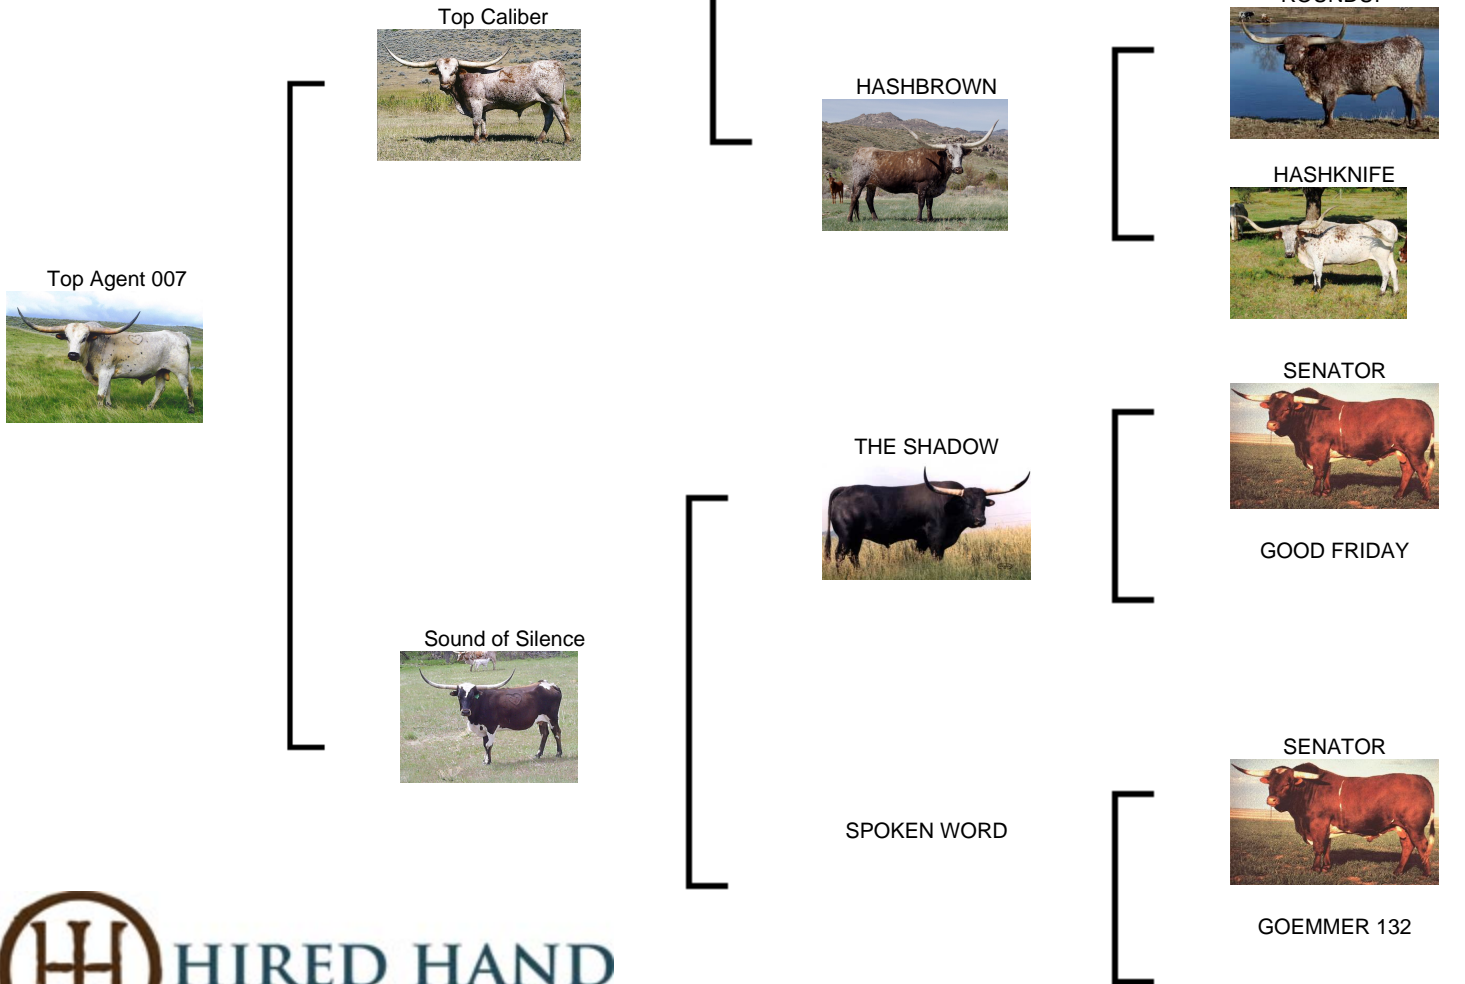 Top Caliber
HASHBROWN
HASHKNIFE
Top Agent 007
SENATOR
THE SHADOW
GOOD FRIDAY
Sound of Silence
SENATOR
SPOKEN WORD
GOEMMER 132
HIRED HAND